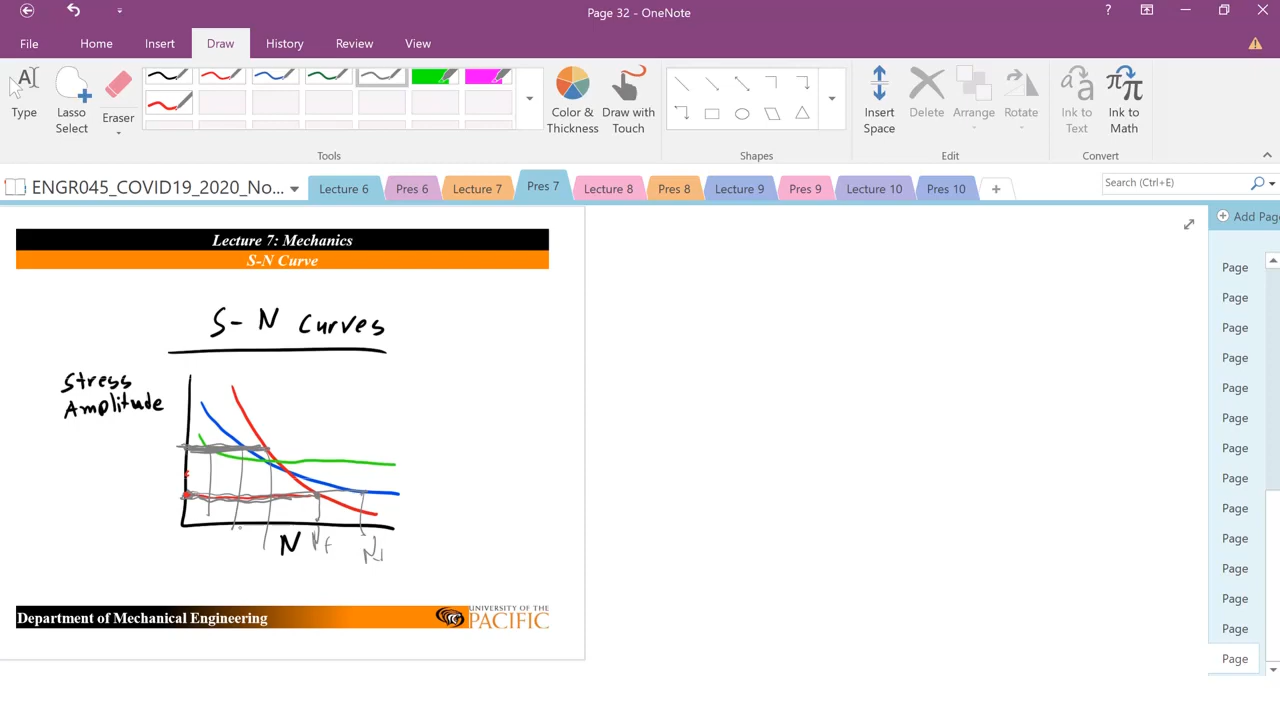 Page 32 - OneNote
?
File Home Insert Draw History Review View
Type
Lasso Select
Eraser
Color & Thickness
Draw with Touch
Insert Space
Delete
Arrange
Rotate
Ink to Text
Ink to Math
Tools
Shapes
Edit
Convert
ENGR045_COVID19_2020_No...
Lecture 6 Pres 6 Lecture 7 Pres 7 Lecture 8 Pres 8 Lecture 9 Pres 9 Lecture 10 Pres 10
Search (Ctrl+E)
Add Page
Page
Page
Page
Page
Page
Page
Page
Page
Page
Page
Page
Page
Page
Page
Lecture 7: Mechanics
S-N Curve
S-N Curves
Stress
Amplitude
N
Nf
Department of Mechanical Engineering
UNIVERSITY OF THE
PACIFIC